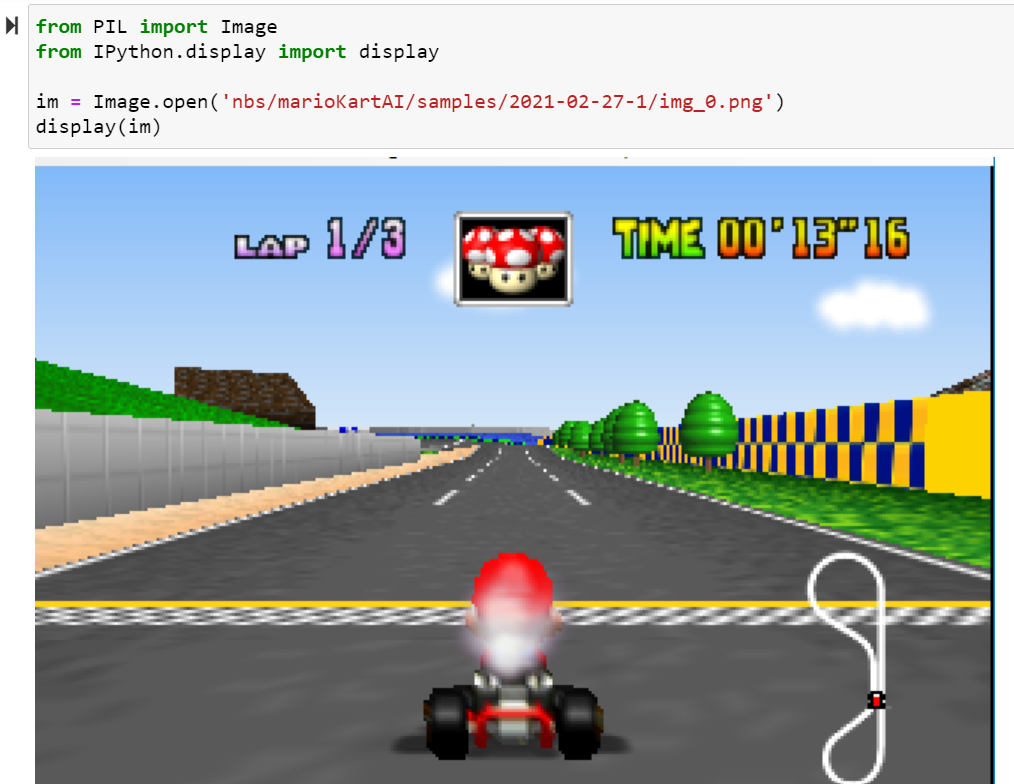 from PIL import Image
from IPython.display import display
im = Image.open('nbs/marioKartAI/samples/2021-02-27-1/img_0.png')
display(im)
LAP 1/3 TIME 00'13"16